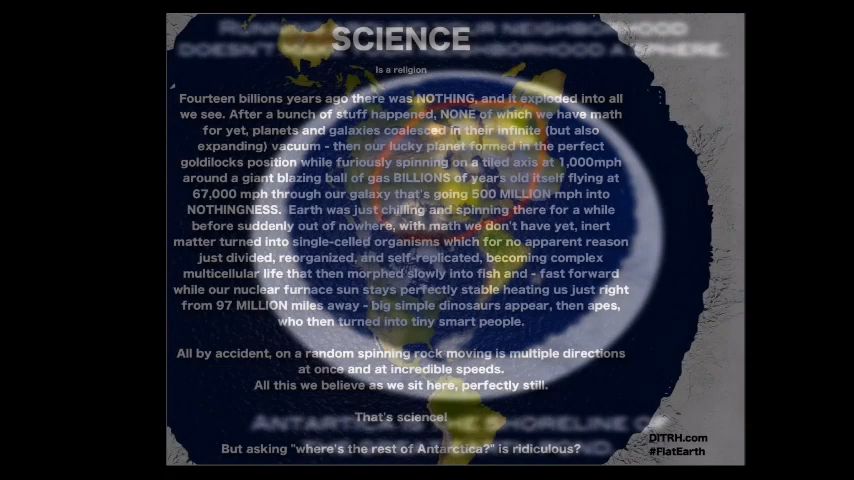 SCIENCE
Is a religion
Fourteen billions years ago there was NOTHING, and it exploded into all
we see. After a bunch of stuff happened, NONE of which we have math
for yet, planets and galaxies coalesced in their infinite (but also
expanding) vacuum - then our lucky planet formed in the perfect
goldilocks position while furiously spinning on a tiled axis at 1,000mph
around a giant blazing ball of gas BILLIONS of years old itself flying at
67,000 mph through our galaxy that's going 500 MILLION mph into
NOTHINGNESS. Earth was just chilling and spinning there for a while
before suddenly out of nowhere, with math we don't have yet, inert
matter turned into single-celled organisms which for no apparent reason
just divided, reorganized, and self-replicated, becoming complex
multicellular life that then morphed slowly into fish and - fast forward
while our nuclear furnace sun stays perfectly stable heating us just right
from 97 MILLION miles away - big simple dinosaurs appear, then apes,
who then turned into tiny smart people.
All by accident, on a random spinning rock moving is multiple directions
at once and at incredible speeds.
All this we believe as we sit here, perfectly still.
That's science!
But asking "where's the rest of Antarctica?" is ridiculous?
DITRH.com
#FlatEarth